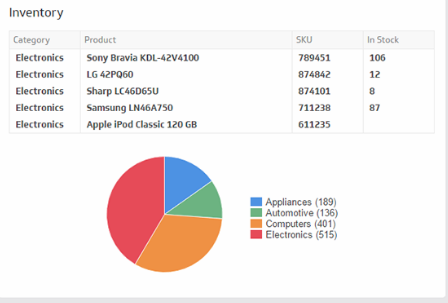 Inventory
Category Product SKU In Stock
Electronics Sony Bravia KDL-42V4100 789451 106
Electronics LG 42PQ60 874842 12
Electronics Sharp LC46D65U 874101 8
Electronics Samsung LN46A750 711238 87
Electronics Apple iPod Classic 120 GB 611235
Appliances (189)
Automotive (136)
Computers (401)
Electronics (515)